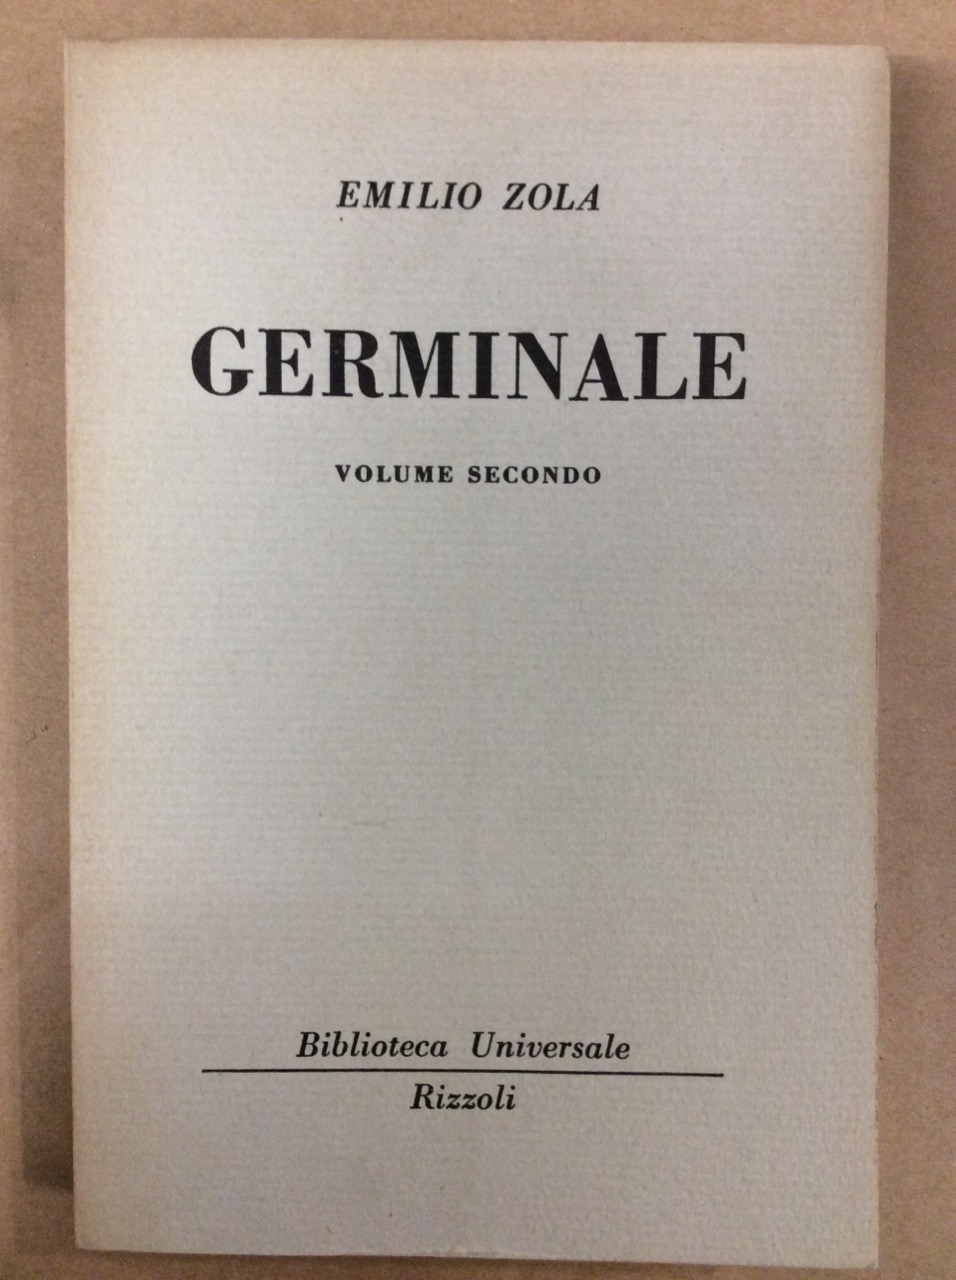 EMILIO ZOLA
GERMINALE
VOLUME SECONDO
Biblioteca Universale
Rizzoli